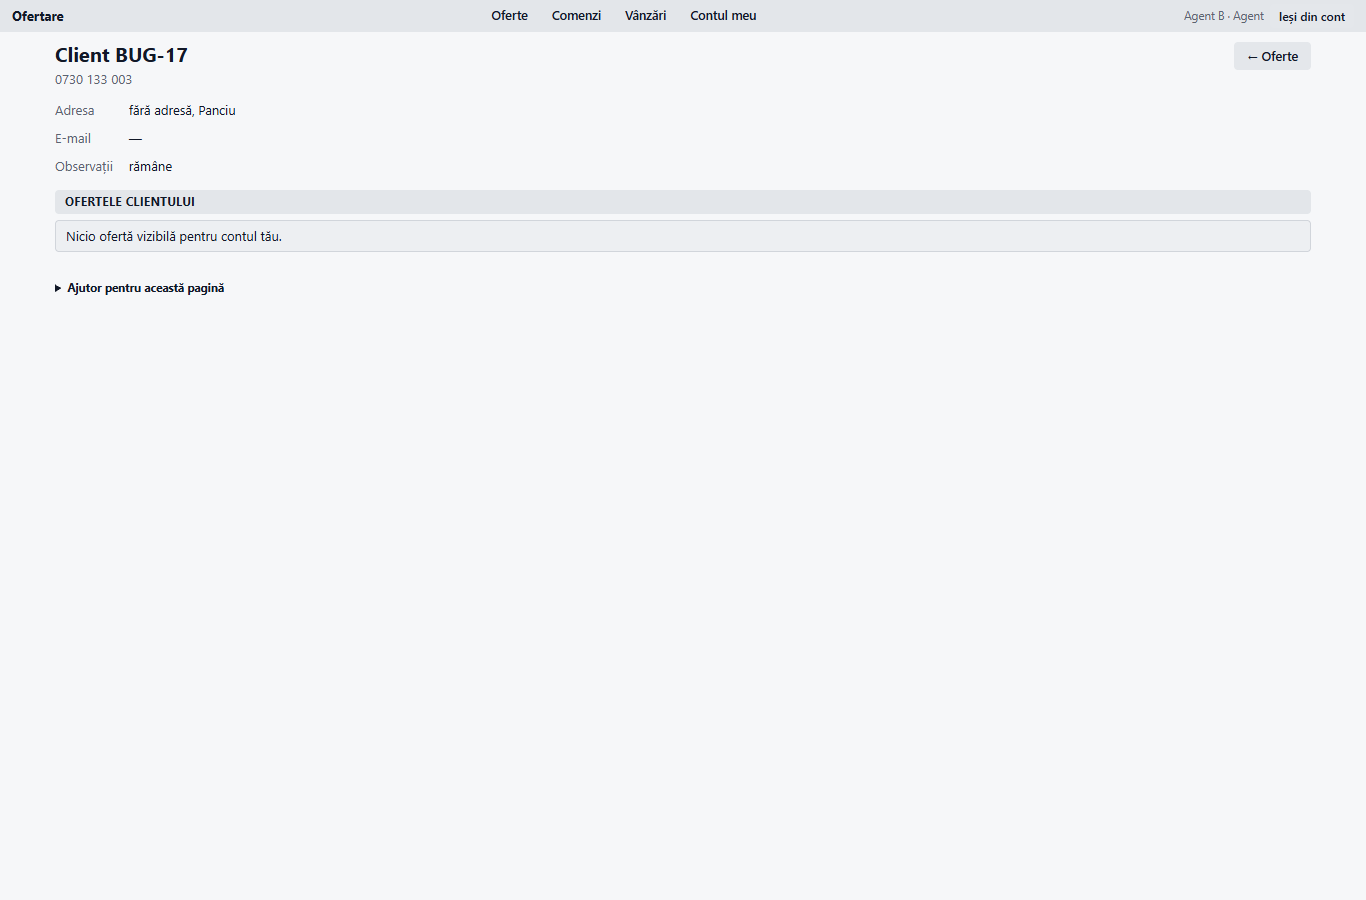 Ofertare Oferte Comenzi Vânzări Contul meu Agent B · Agent Ieși din cont
Client BUG-17 ← Oferte
0730 133 003
Adresa fără adresă, Panciu
E-mail —
Observații rămâne
OFERTELE CLIENTULUI
Nicio ofertă vizibilă pentru contul tău.
Ajutor pentru această pagină